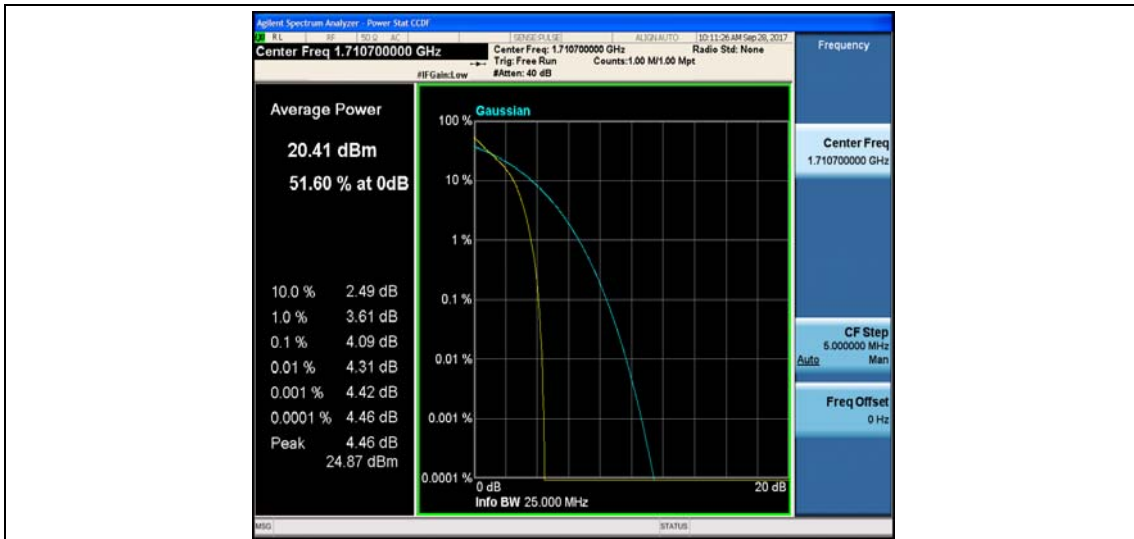 Agilent Spectrum Analyzer - Power Stat CCDF
RL RF 50 Ω AC SENSE:PULSE ALIGNAUTO 10:11:26 AM Sep 28, 2017
Center Freq 1.710700000 GHz
Center Freq: 1.710700000 GHz Radio Std: None
Trig: Free Run Counts:1.00 M/1.00 Mpt
#IFGain:Low #Atten: 40 dB
Frequency
Average Power
20.41 dBm
51.60 % at 0dB
10.0 % 2.49 dB
1.0 % 3.61 dB
0.1 % 4.09 dB
0.01 % 4.31 dB
0.001 % 4.42 dB
0.0001 % 4.46 dB
Peak 4.46 dB
24.87 dBm
Gaussian
100 %
10 %
1 %
0.1 %
0.01 %
0.001 %
0.0001 %
0 dB 20 dB
Info BW 25.000 MHz
Center Freq
1.710700000 GHz
CF Step
5.000000 MHz
Auto Man
Freq Offset
0 Hz
MSG STATUS